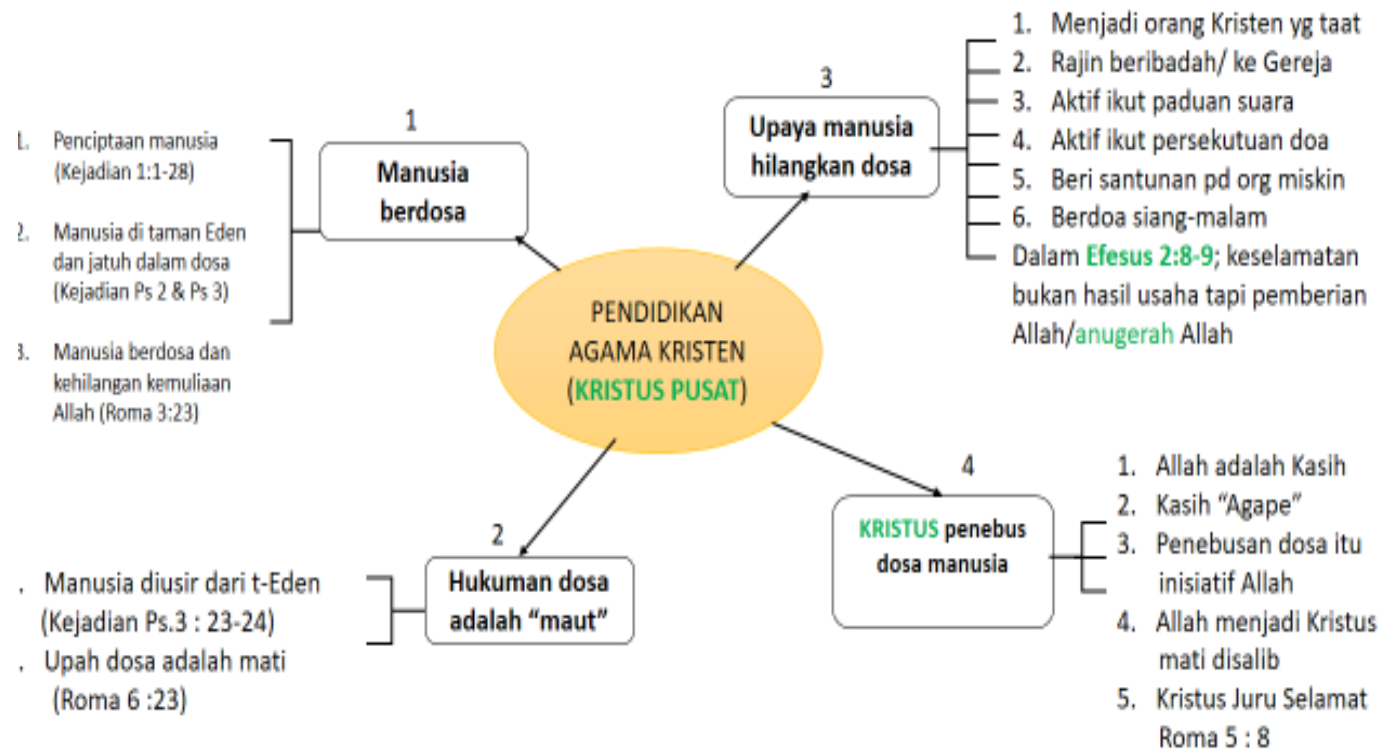 1
Manusia
berdosa
1. Penciptaan manusia
(Kejadian 1:1-28)
2. Manusia di taman Eden
dan jatuh dalam dosa
(Kejadian Ps 2 & Ps 3)
3. Manusia berdosa dan
kehilangan kemuliaan
Allah (Roma 3:23)
3
Upaya manusia
hilangkan dosa
1. Menjadi orang Kristen yg taat
2. Rajin beribadah/ ke Gereja
3. Aktif ikut paduan suara
4. Aktif ikut persekutuan doa
5. Beri santunan pd org miskin
6. Berdoa siang-malam
Dalam Efesus 2:8-9; keselamatan
bukan hasil usaha tapi pemberian
Allah/anugerah Allah
PENDIDIKAN
AGAMA KRISTEN
(KRISTUS PUSAT)
2
Hukuman dosa
adalah “maut”
. Manusia diusir dari t-Eden
(Kejadian Ps.3 : 23-24)
. Upah dosa adalah mati
(Roma 6 :23)
4
KRISTUS penebus
dosa manusia
1. Allah adalah Kasih
2. Kasih “Agape”
3. Penebusan dosa itu
inisiatif Allah
4. Allah menjadi Kristus
mati disalib
5. Kristus Juru Selamat
Roma 5 : 8